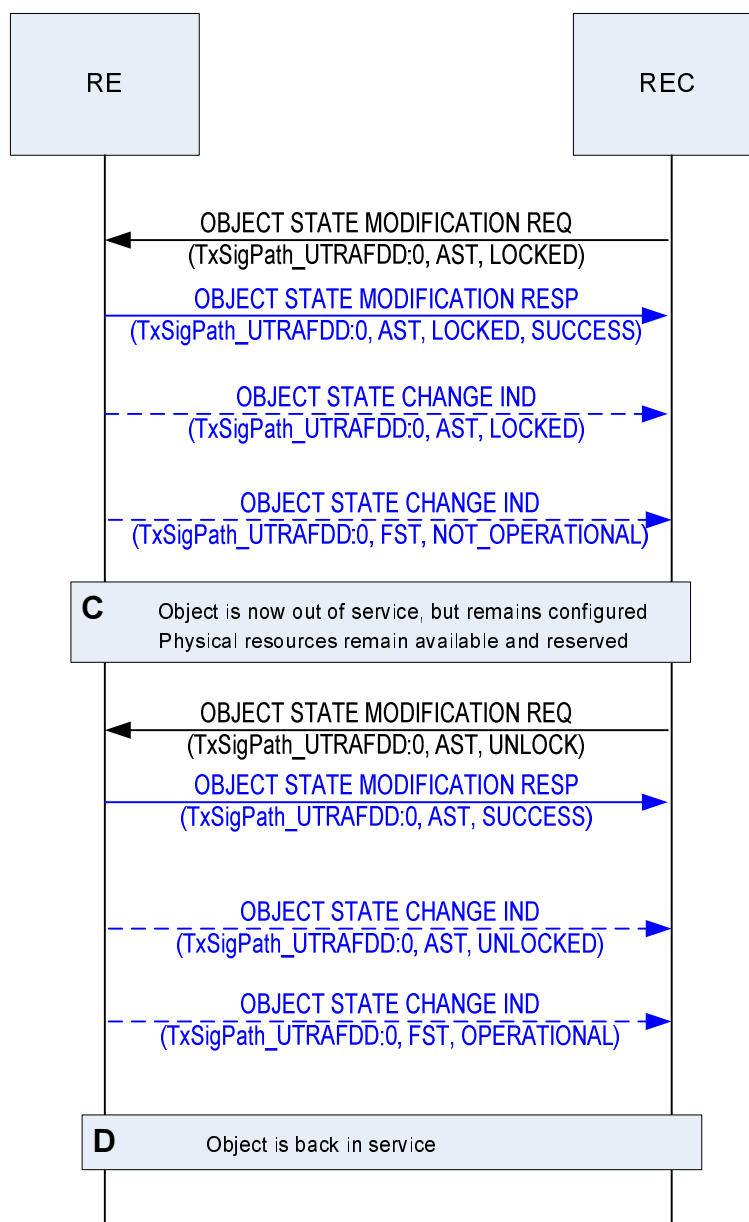 RE
REC
OBJECT STATE MODIFICATION REQ
(TxSigPath_UTRAFDD:0, AST, LOCKED)
OBJECT STATE MODIFICATION RESP
(TxSigPath_UTRAFDD:0, AST, LOCKED, SUCCESS)
OBJECT STATE CHANGE IND
(TxSigPath_UTRAFDD:0, AST, LOCKED)
OBJECT STATE CHANGE IND
(TxSigPath_UTRAFDD:0, FST, NOT_OPERATIONAL)
C Object is now out of service, but remains configured
Physical resources remain available and reserved
OBJECT STATE MODIFICATION REQ
(TxSigPath_UTRAFDD:0, AST, UNLOCK)
OBJECT STATE MODIFICATION RESP
(TxSigPath_UTRAFDD:0, AST, SUCCESS)
OBJECT STATE CHANGE IND
(TxSigPath_UTRAFDD:0, AST, UNLOCKED)
OBJECT STATE CHANGE IND
(TxSigPath_UTRAFDD:0, FST, OPERATIONAL)
D Object is back in service